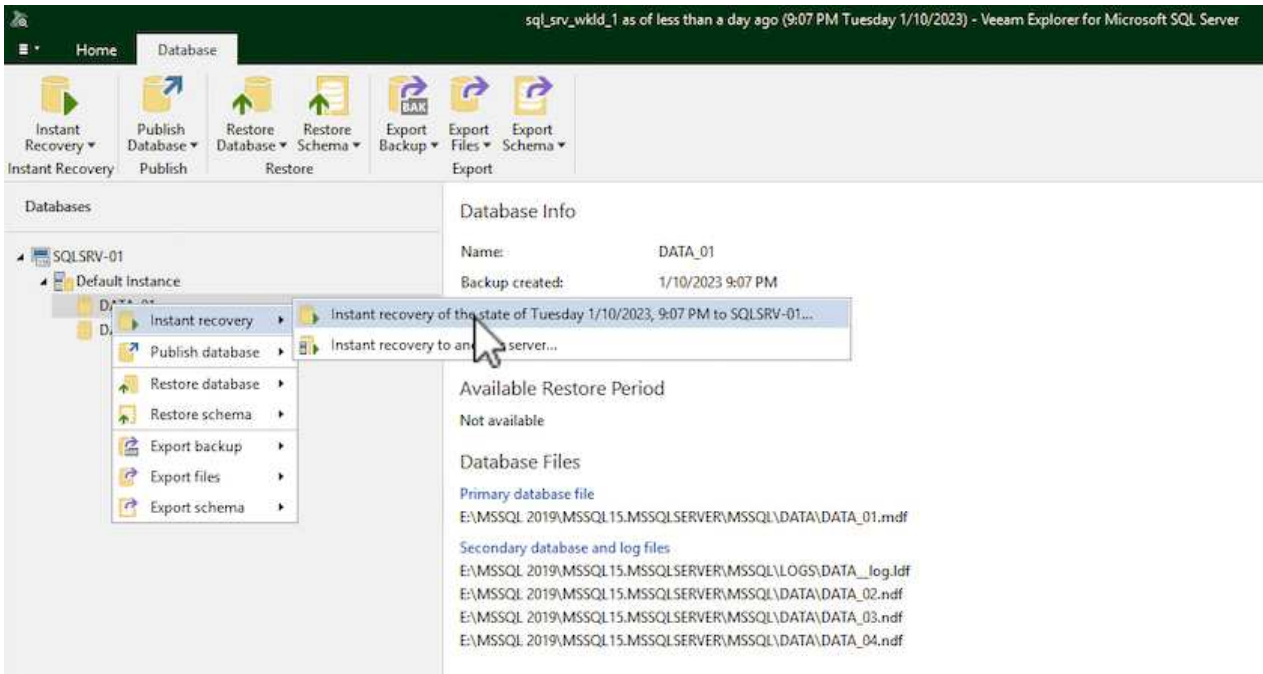 sql_srv_wkld_1 as of less than a day ago (9:07 PM Tuesday 1/10/2023) - Veeam Explorer for Microsoft SQL Server
Home Database
Instant Recovery
Publish Database
Restore Database
Restore Schema
Export Backup
BAK
Export Files
Export Schema
Instant Recovery Publish Restore Export
Databases
SQLSRV-01
Default Instance
Instant recovery
Publish database
Restore database
Restore schema
Export backup
Export files
Export schema
Instant recovery of the state of Tuesday 1/10/2023, 9:07 PM to SQLSRV-01...
Instant recovery to server...
Database Info
Name: DATA_01
Backup created: 1/10/2023 9:07 PM
Available Restore Period
Not available
Database Files
Primary database file
E:\MSSQL 2019\MSSQL15.MSSQLSERVER\MSSQL\DATA\DATA_01.mdf
Secondary database and log files
E:\MSSQL 2019\MSSQL15.MSSQLSERVER\MSSQL\LOGS\DATA__log.ldf
E:\MSSQL 2019\MSSQL15.MSSQLSERVER\MSSQL\DATA\DATA_02.ndf
E:\MSSQL 2019\MSSQL15.MSSQLSERVER\MSSQL\DATA\DATA_03.ndf
E:\MSSQL 2019\MSSQL15.MSSQLSERVER\MSSQL\DATA\DATA_04.ndf